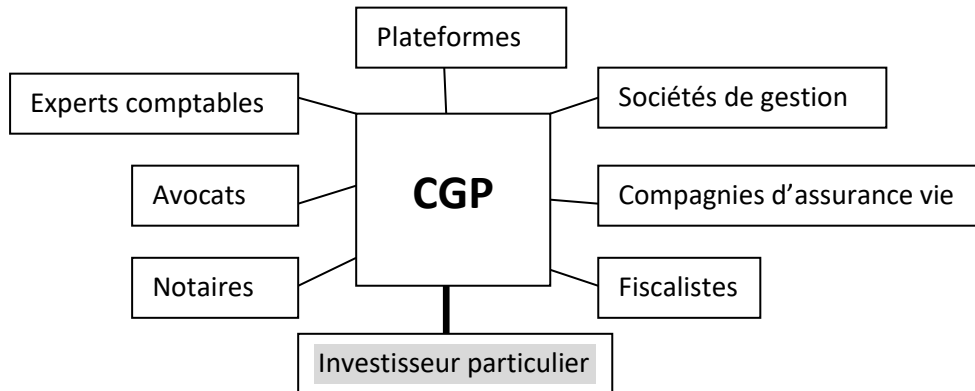 Plateformes
Experts comptables
Sociétés de gestion
Avocats
CGP
Compagnies d’assurance vie
Notaires
Fiscalistes
Investisseur particulier